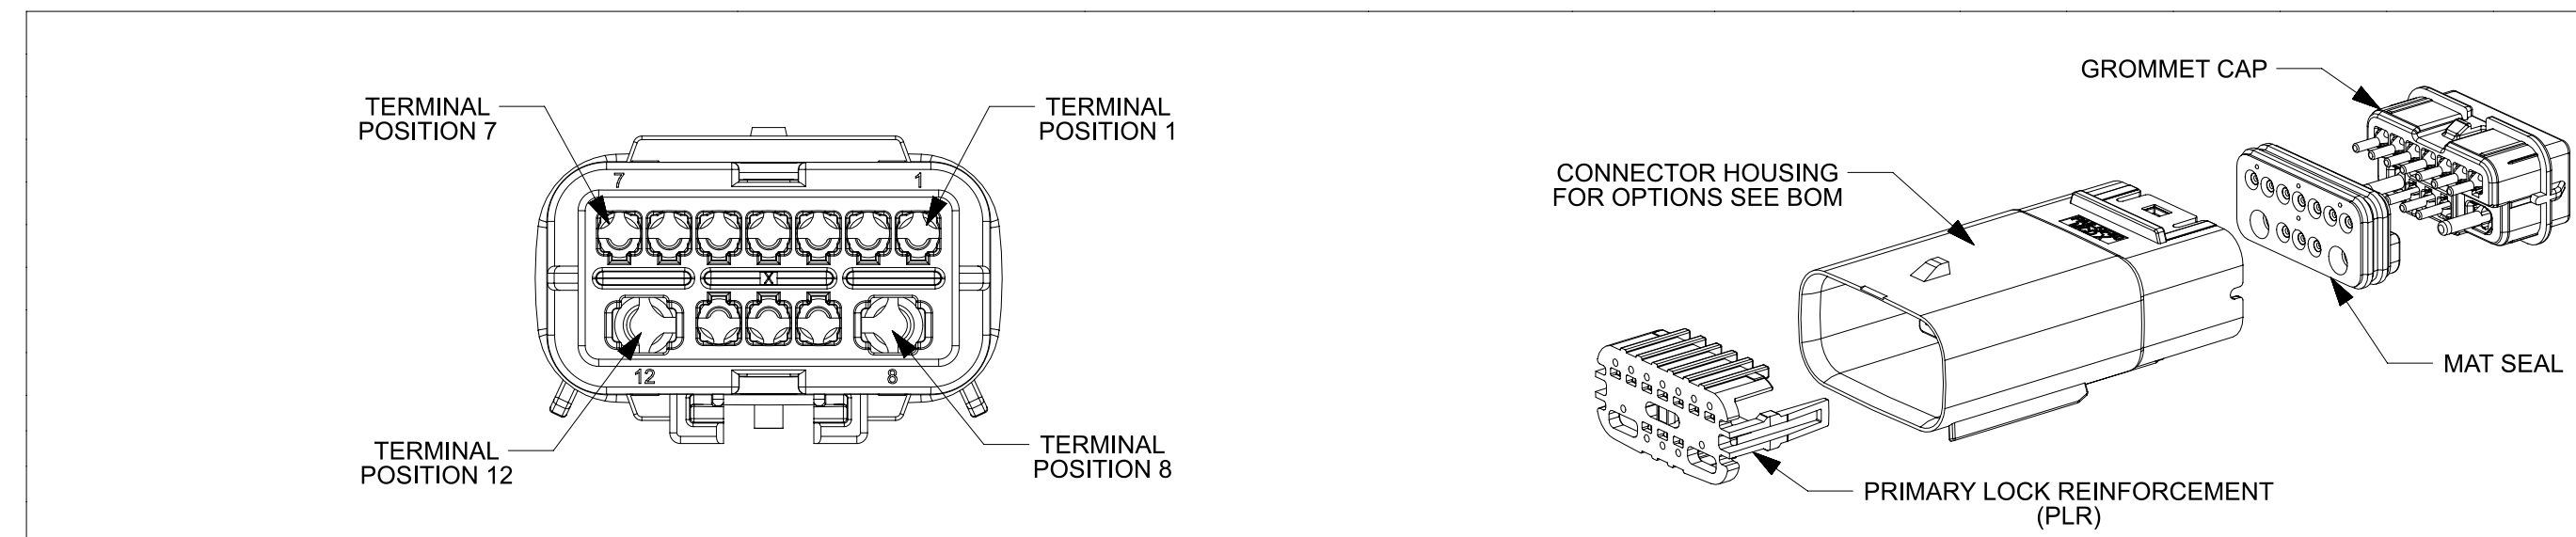 TERMINAL
POSITION 7
TERMINAL
POSITION 1
7
1
X
12
8
TERMINAL
POSITION 12
TERMINAL
POSITION 8
GROMMET CAP
CONNECTOR HOUSING
FOR OPTIONS SEE BOM
MAT SEAL
PRIMARY LOCK REINFORCEMENT
(PLR)